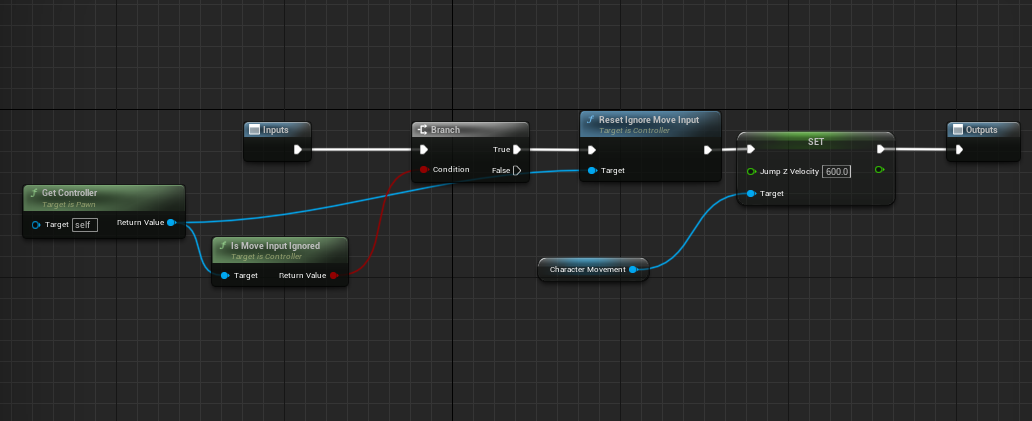 Inputs
Branch
True
Condition
False
Reset Ignore Move Input
Target is Controller
Target
SET
Jump Z Velocity 600.0
Target
Outputs
Get Controller
Target is Pawn
Target self
Return Value
Is Move Input Ignored
Target is Controller
Target
Return Value
Character Movement